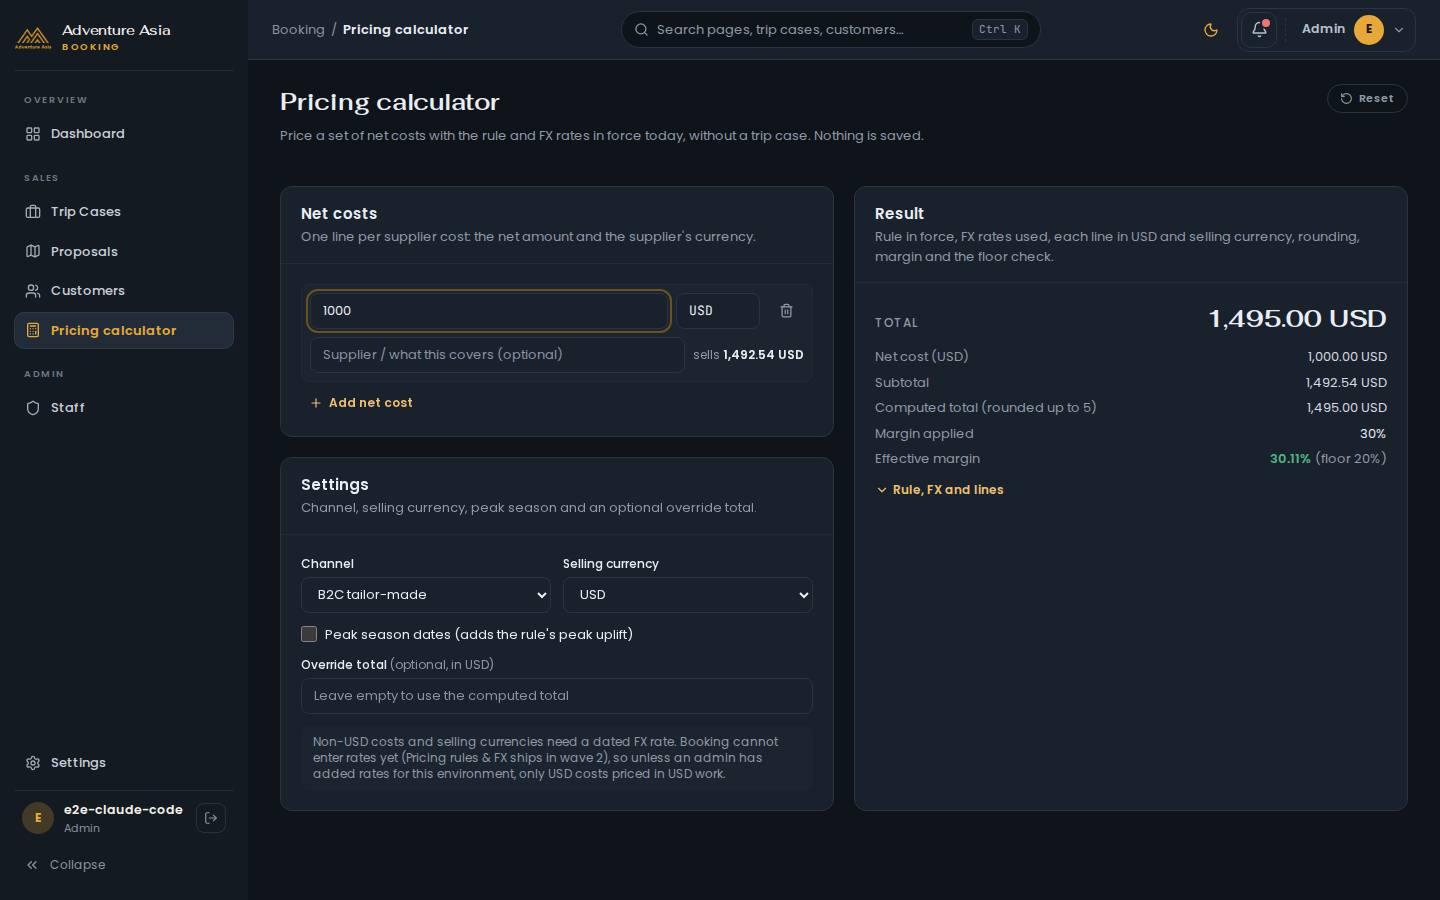 Adventure Asia
BOOKING
Adventure Asia
Booking / Pricing calculator
Search pages, trip cases, customers…
Ctrl K
Admin
E
OVERVIEW
Dashboard
SALES
Trip Cases
Proposals
Customers
Pricing calculator
ADMIN
Staff
Settings
E
e2e-claude-code
Admin
Collapse
Pricing calculator
Reset
Price a set of net costs with the rule and FX rates in force today, without a trip case. Nothing is saved.
Net costs
One line per supplier cost: the net amount and the supplier's currency.
1000
USD
Supplier / what this covers (optional)
sells 1,492.54 USD
Add net cost
Settings
Channel, selling currency, peak season and an optional override total.
Channel
Selling currency
B2C tailor-made
USD
Peak season dates (adds the rule's peak uplift)
Override total (optional, in USD)
Leave empty to use the computed total
Non-USD costs and selling currencies need a dated FX rate. Booking cannot
enter rates yet (Pricing rules & FX ships in wave 2), so unless an admin has
added rates for this environment, only USD costs priced in USD work.
Result
Rule in force, FX rates used, each line in USD and selling currency, rounding,
margin and the floor check.
TOTAL
1,495.00 USD
Net cost (USD)
1,000.00 USD
Subtotal
1,492.54 USD
Computed total (rounded up to 5)
1,495.00 USD
Margin applied
30%
Effective margin
30.11% (floor 20%)
Rule, FX and lines